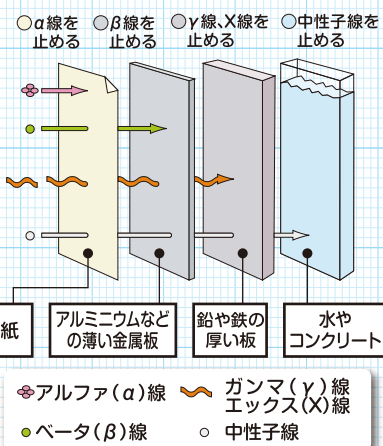 α線を
止める
β線を
止める
γ線、X線を
止める
中性子線を
止める
紙
アルミニウムなど
の薄い金属板
鉛や鉄の
厚い板
水や
コンクリート
アルファ(α)線
ガンマ(γ)線
エックス(X)線
ベータ(β)線
中性子線